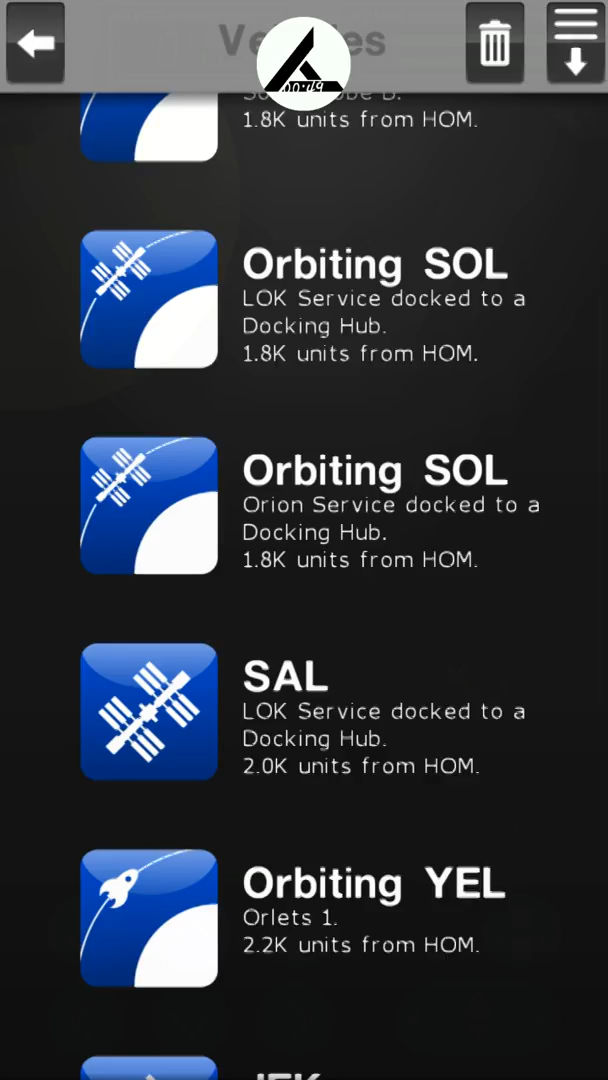 1.8K units from HOM.
Orbiting SOL
LOK Service docked to a
Docking Hub.
1.8K units from HOM.
Orbiting SOL
Orion Service docked to a
Docking Hub.
1.8K units from HOM.
SAL
LOK Service docked to a
Docking Hub.
2.0K units from HOM.
Orbiting YEL
Orlets 1.
2.2K units from HOM.